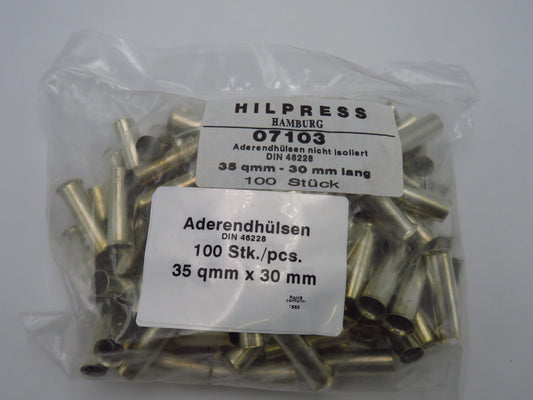 HILPRESS
HAMBURG
07103
Aderendhülsen nicht isoliert
DIN 46228
35 qmm - 30 mm lang
100 Stück
Aderendhülsen
DIN 46228
100 Stk./pcs.
35 qmm x 30 mm
RoHS